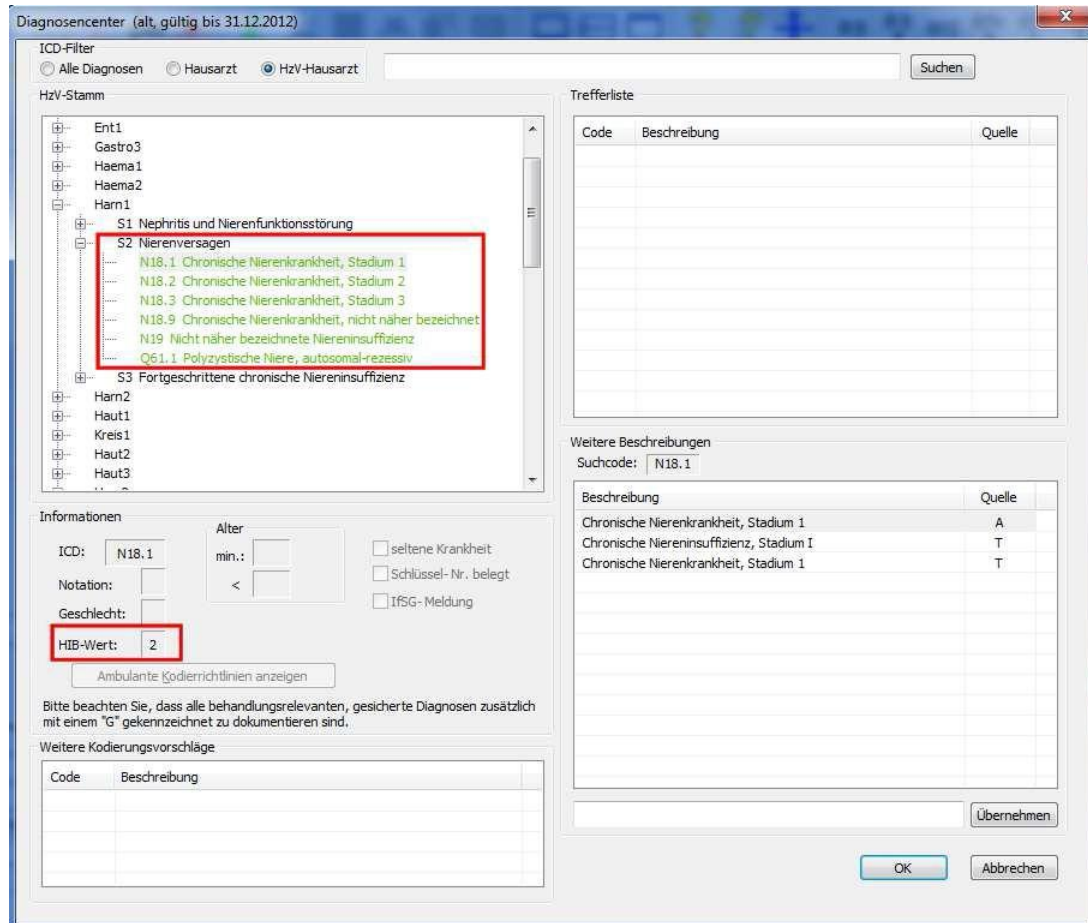 Diagnosencenter (alt, gültig bis 31.12.2012)
ICD-Filter
Alle Diagnosen Hausarzt HzV-Hausarzt Suchen
HzV-Stamm
Ent1
Gastro3
Haema1
Haema2
Harn1
S1 Nephritis und Nierenfunktionsstörung
S2 Nierenversagen
N18.1 Chronische Nierenkrankheit, Stadium 1
N18.2 Chronische Nierenkrankheit, Stadium 2
N18.3 Chronische Nierenkrankheit, Stadium 3
N18.9 Chronische Nierenkrankheit, nicht näher bezeichnet
N19 Nicht näher bezeichnete Niereninsuffizienz
Q61.1 Polyzystische Niere, autosomal-rezessiv
S3 Fortgeschrittene chronische Niereninsuffizienz
Harn2
Haut1
Kreis1
Haut2
Haut3
Informationen
ICD: N18.1
Notation:
Geschlecht:
HIB-Wert: 2
Alter
min.:
<
seltene Krankheit
Schlüssel-Nr. belegt
IfSG-Meldung
Ambulante Kodierrichtlinien anzeigen
Bitte beachten Sie, dass alle behandlungsrelevanten, gesicherte Diagnosen zusätzlich
mit einem "G" gekennzeichnet zu dokumentieren sind.
Weitere Kodierungsvorschläge
Code Beschreibung
Trefferliste
Code Beschreibung Quelle
Weitere Beschreibungen
Suchcode: N18.1
Beschreibung Quelle
Chronische Nierenkrankheit, Stadium 1 A
Chronische Niereninsuffizienz, Stadium I T
Chronische Nierenkrankheit, Stadium 1 T
Übernehmen
OK Abbrechen